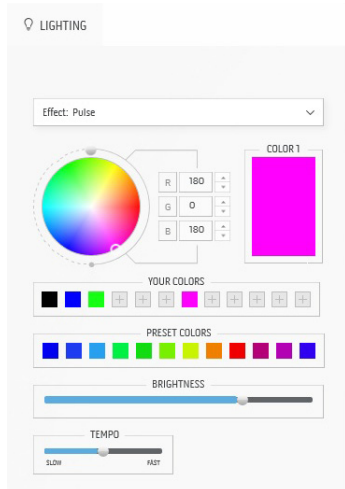 LIGHTING
Effect: Pulse
COLOR 1
R 180
G 0
B 180
YOUR COLORS
PRESET COLORS
BRIGHTNESS
TEMPO
SLOW FAST